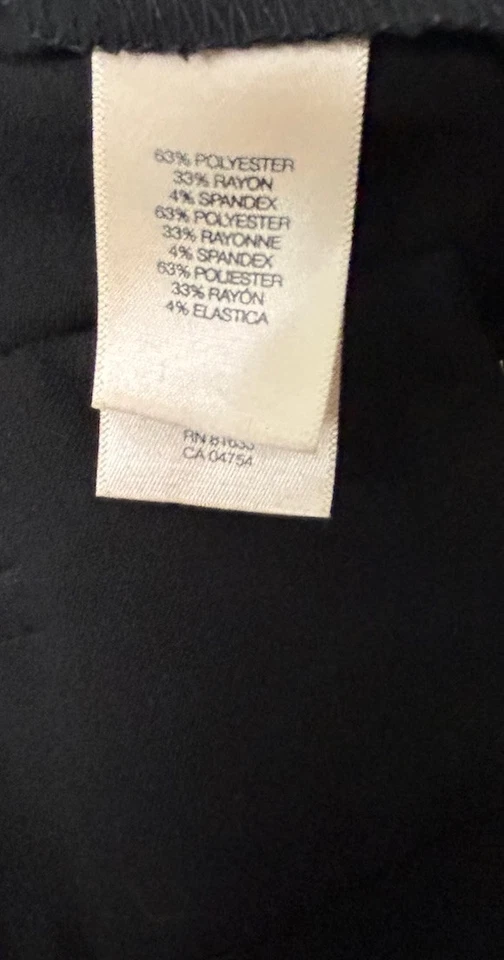 63% POLYESTER
33% RAYON
4% SPANDEX
63% POLYESTER
33% RAYONNE
4% SPANDEX
63% POLIESTER
33% RAYÓN
4% ELASTICA
RN
CA 04754